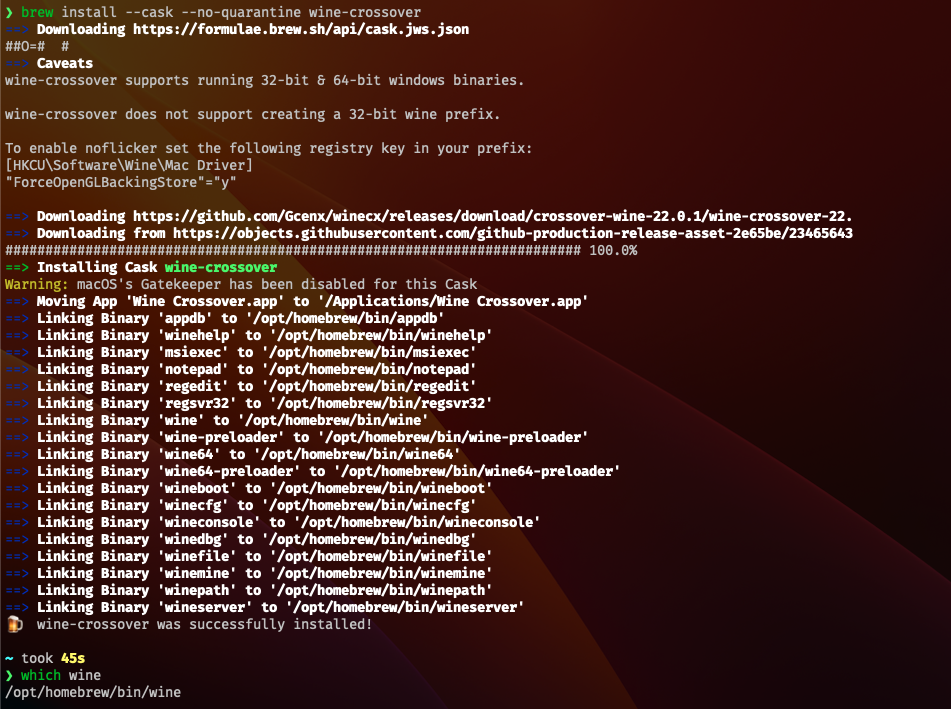 ❯ brew install --cask --no-quarantine wine-crossover
==> Downloading https://formulae.brew.sh/api/cask.jws.json
##O=#  #
==> Caveats
wine-crossover supports running 32-bit & 64-bit windows binaries.
wine-crossover does not support creating a 32-bit wine prefix.
To enable noflicker set the following registry key in your prefix:
[HKCU\Software\Wine\Mac Driver]
"ForceOpenGLBackingStore"="y"
==> Downloading https://github.com/Gcenx/winecx/releases/download/crossover-wine-22.0.1/wine-crossover-22.
==> Downloading from https://objects.githubusercontent.com/github-production-release-asset-2e65be/23465643
######################################################################## 100.0%
==> Installing Cask wine-crossover
Warning: macOS's Gatekeeper has been disabled for this Cask
==> Moving App 'Wine Crossover.app' to '/Applications/Wine Crossover.app'
==> Linking Binary 'appdb' to '/opt/homebrew/bin/appdb'
==> Linking Binary 'winehelp' to '/opt/homebrew/bin/winehelp'
==> Linking Binary 'msiexec' to '/opt/homebrew/bin/msiexec'
==> Linking Binary 'notepad' to '/opt/homebrew/bin/notepad'
==> Linking Binary 'regedit' to '/opt/homebrew/bin/regedit'
==> Linking Binary 'regsvr32' to '/opt/homebrew/bin/regsvr32'
==> Linking Binary 'wine' to '/opt/homebrew/bin/wine'
==> Linking Binary 'wine-preloader' to '/opt/homebrew/bin/wine-preloader'
==> Linking Binary 'wine64' to '/opt/homebrew/bin/wine64'
==> Linking Binary 'wine64-preloader' to '/opt/homebrew/bin/wine64-preloader'
==> Linking Binary 'wineboot' to '/opt/homebrew/bin/wineboot'
==> Linking Binary 'winecfg' to '/opt/homebrew/bin/winecfg'
==> Linking Binary 'wineconsole' to '/opt/homebrew/bin/wineconsole'
==> Linking Binary 'winedbg' to '/opt/homebrew/bin/winedbg'
==> Linking Binary 'winefile' to '/opt/homebrew/bin/winefile'
==> Linking Binary 'winemine' to '/opt/homebrew/bin/winemine'
==> Linking Binary 'winepath' to '/opt/homebrew/bin/winepath'
==> Linking Binary 'wineserver' to '/opt/homebrew/bin/wineserver'
🍺  wine-crossover was successfully installed!
~ took 45s
❯ which wine
/opt/homebrew/bin/wine